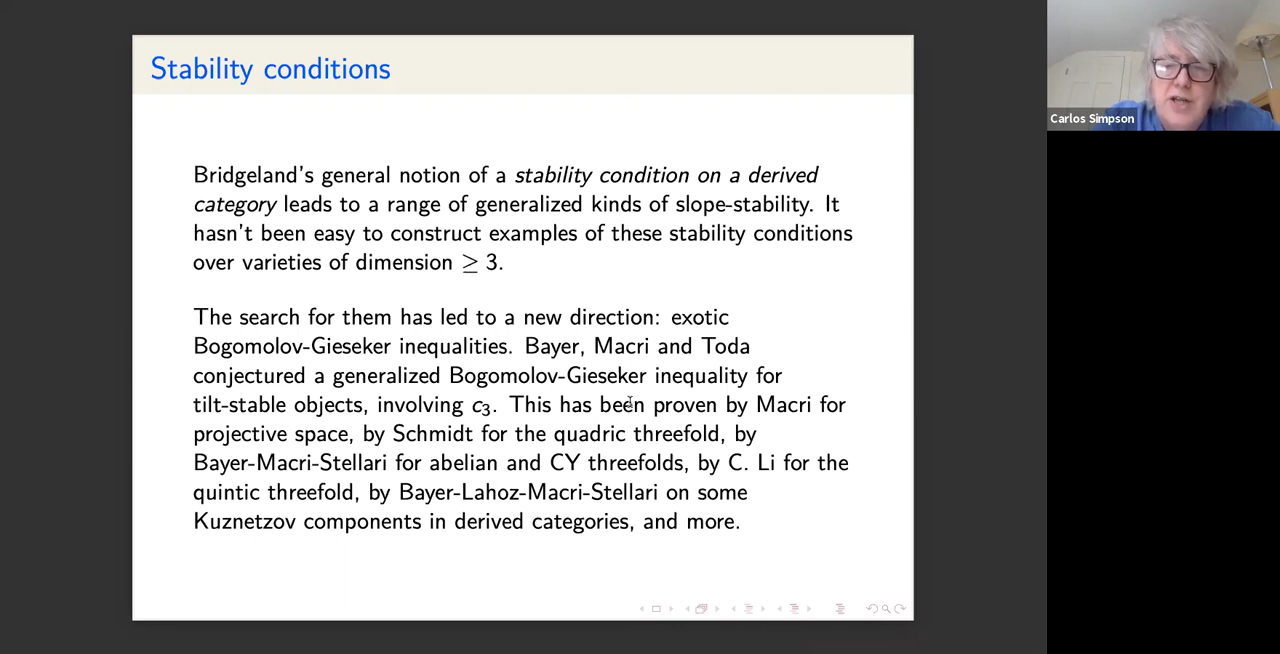 Stability conditions
Bridgeland's general notion of a stability condition on a derived
category leads to a range of generalized kinds of slope-stability. It
hasn't been easy to construct examples of these stability conditions
over varieties of dimension ≥ 3.
The search for them has led to a new direction: exotic
Bogomolov-Gieseker inequalities. Bayer, Macri and Toda
conjectured a generalized Bogomolov-Gieseker inequality for
tilt-stable objects, involving c₃. This has been proven by Macri for
projective space, by Schmidt for the quadric threefold, by
Bayer-Macri-Stellari for abelian and CY threefolds, by C. Li for the
quintic threefold, by Bayer-Lahoz-Macri-Stellari on some
Kuznetzov components in derived categories, and more.
Carlos Simpson